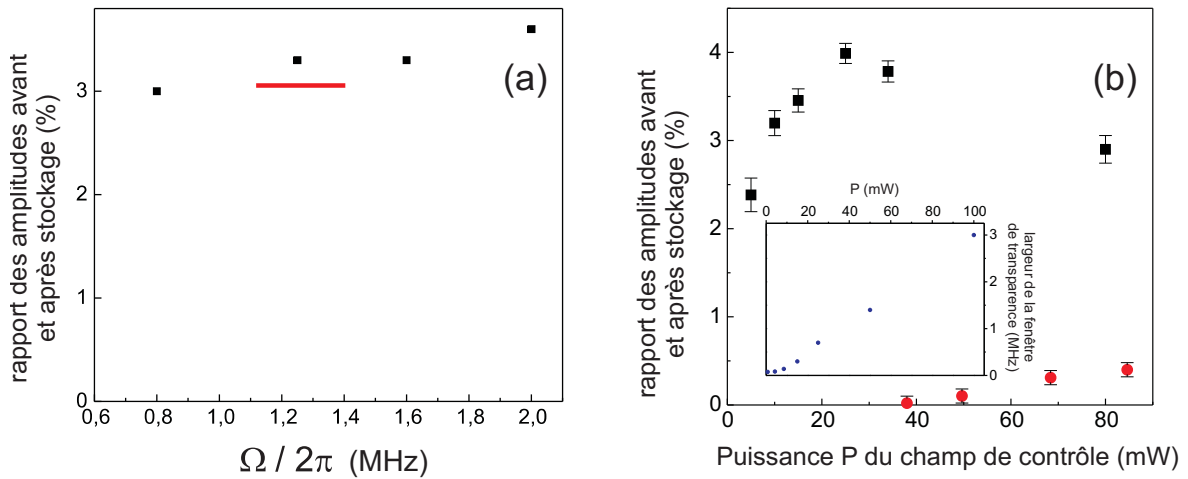 rapport des amplitudes avant
et après stockage (%)
(a)
3
2
1
0
0,6 0,8 1,0 1,2 1,4 1,6 1,8 2,0
Ω / 2π (MHz)
rapport des amplitudes avant
et après stockage (%)
(b)
4
3
2
1
0
0 20 40 60 80
Puissance P du champ de contrôle (mW)
P (mW)
0 20 40 60 80 100
3
2
1
0
largeur de la fenêtre
de transparence (MHz)